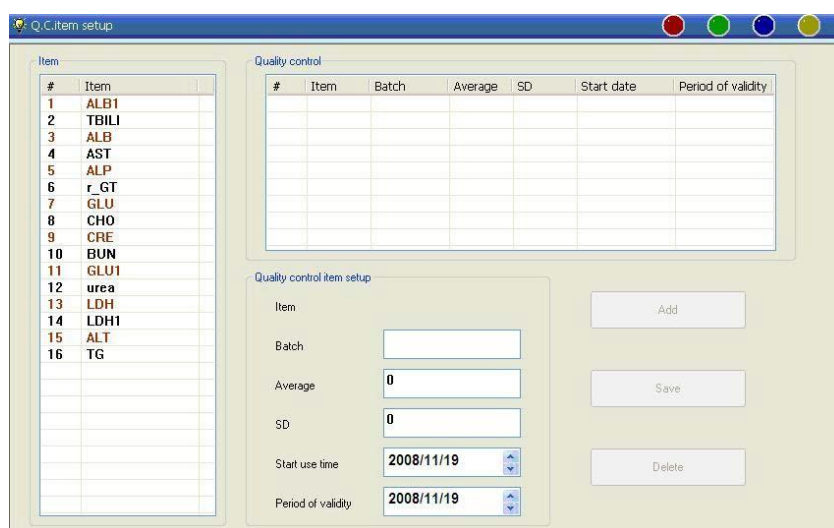 Q.C.item setup
Item
# Item
1 ALB1
2 TBILI
3 ALB
4 AST
5 ALP
6 r_GT
7 GLU
8 CHO
9 CRE
10 BUN
11 GLU1
12 urea
13 LDH
14 LDH1
15 ALT
16 TG
Quality control
# Item Batch Average SD Start date Period of validity
Quality control item setup
Item
Batch
Average 0
SD 0
Start use time 2008/11/19
Period of validity 2008/11/19
Add
Save
Delete